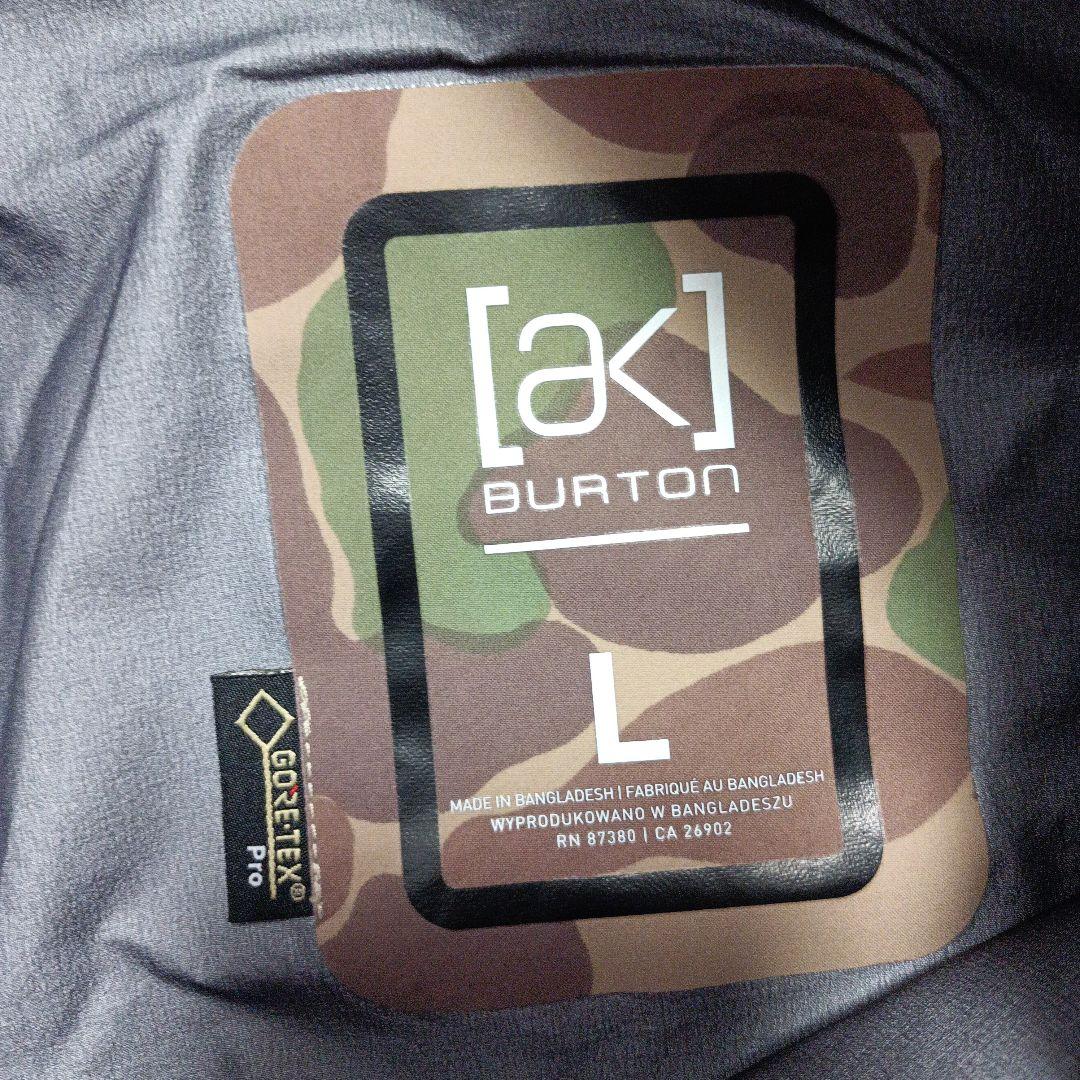 [ak]
BURTON
L
MADE IN BANGLADESH | FABRIQUÉ AU BANGLADESH
WYPRODUKOWANO W BANGLADESZU
RN 87380 | CA 26902
GORE-TEX®
Pro